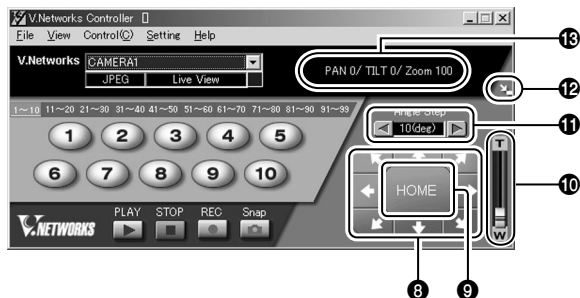 V.Networks Controller
⓭
File View Control(C) Setting Help
V.Networks CAMERA1
JPEG Live View
PAN 0/ TILT 0/ Zoom 100
⓬
1~10 11~20 21~30 31~40 41~50 51~60 61~70 71~80 81~90 91~99
Angle Step
10(deg)
⓫
1 2 3 4 5
T
6 7 8 9 10
HOME
❿
W
V.NETWORKS
PLAY STOP REC Snap
❽ ❾